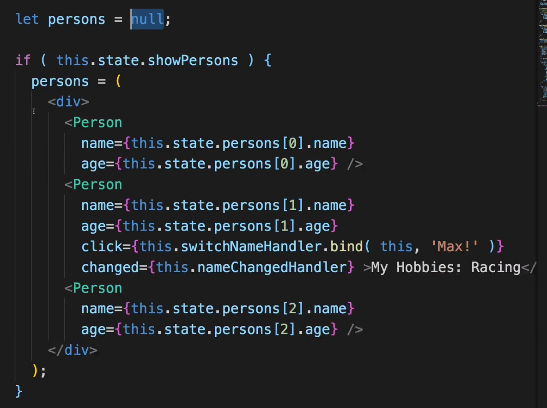 let persons = null;
if ( this.state.showPersons ) {
persons = (
<div>
<Person
name={this.state.persons[0].name}
age={this.state.persons[0].age} />
<Person
name={this.state.persons[1].name}
age={this.state.persons[1].age}
click={this.switchNameHandler.bind( this, 'Max!' )}
changed={this.nameChangedHandler} >My Hobbies: Racing</
<Person
name={this.state.persons[2].name}
age={this.state.persons[2].age} />
</div>
);
}